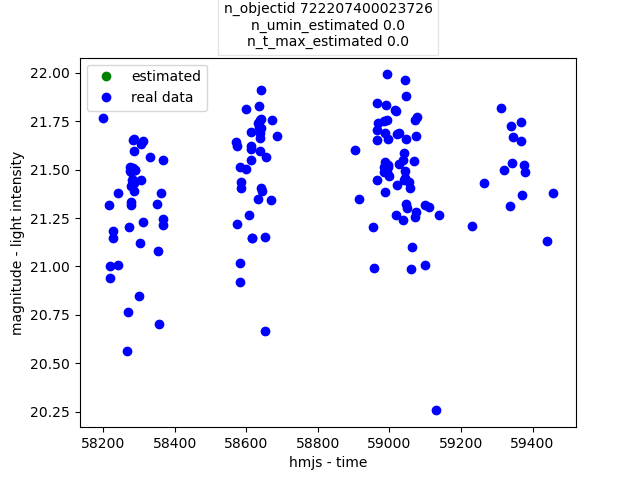 n_objectid 722207400023726
n_umin_estimated 0.0
n_t_max_estimated 0.0
estimated
real data
magnitude - light intensity
22.00
21.75
21.50
21.25
21.00
20.75
20.50
20.25
58200 58400 58600 58800 59000 59200 59400
hmjs - time